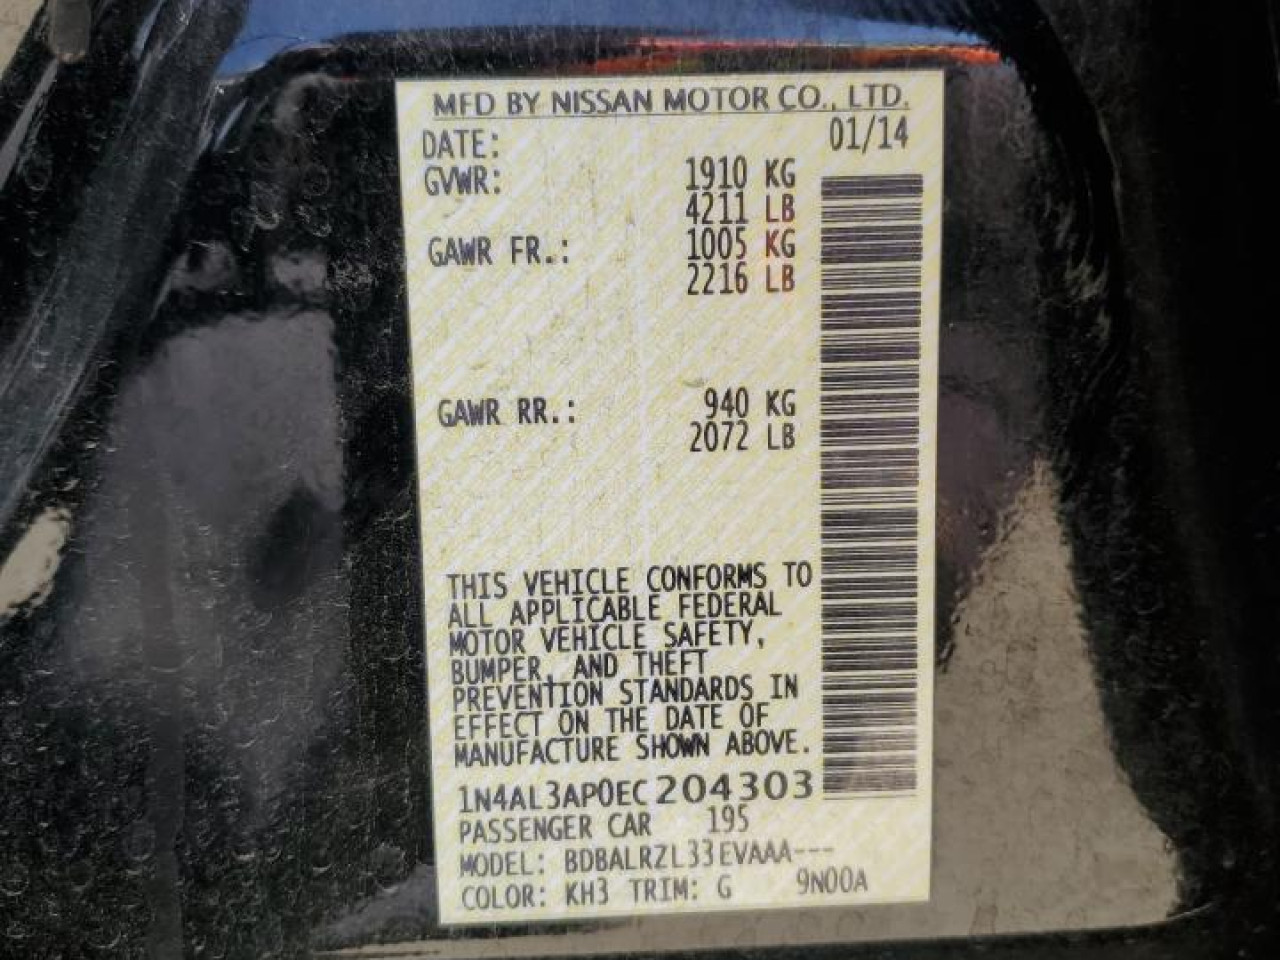 MFD BY NISSAN MOTOR CO., LTD.
DATE: 01/14
GVWR: 1910 KG
4211 LB
GAWR FR.: 1005 KG
2216 LB
GAWR RR.: 940 KG
2072 LB
THIS VEHICLE CONFORMS TO
ALL APPLICABLE FEDERAL
MOTOR VEHICLE SAFETY,
BUMPER, AND THEFT
PREVENTION STANDARDS IN
EFFECT ON THE DATE OF
MANUFACTURE SHOWN ABOVE.
1N4AL3AP0EC204303
PASSENGER CAR 195
MODEL: BDBALRZL33EVAAA---
COLOR: KH3 TRIM: G 9N00A